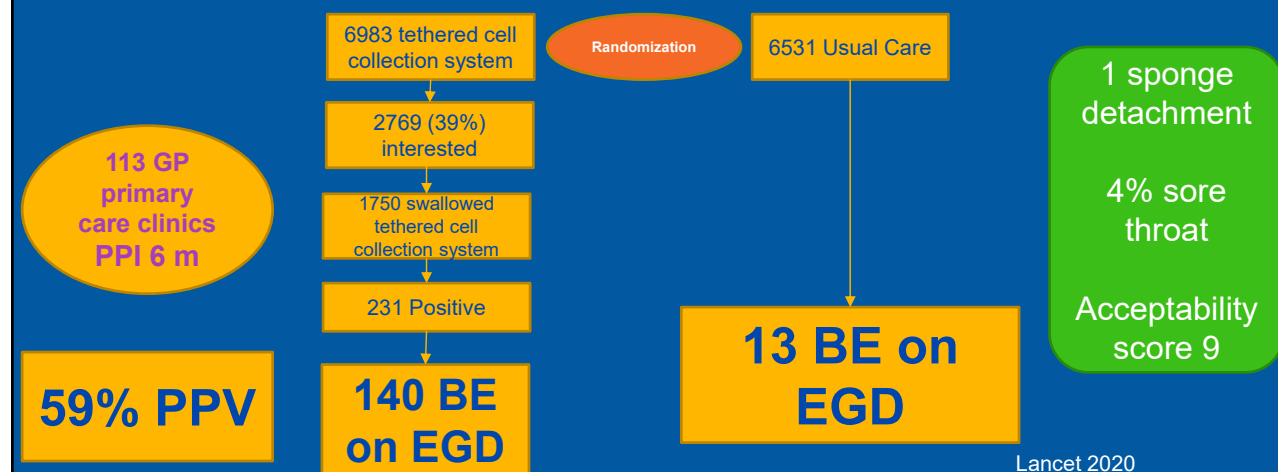 6983 tethered cell
collection system
Randomization
6531 Usual Care
1 sponge
detachment
4% sore
throat
Acceptability
score 9
2769 (39%)
interested
113 GP
primary
care clinics
PPI 6 m
1750 swallowed
tethered cell
collection system
231 Positive
59% PPV
140 BE
on EGD
13 BE on
EGD
Lancet 2020